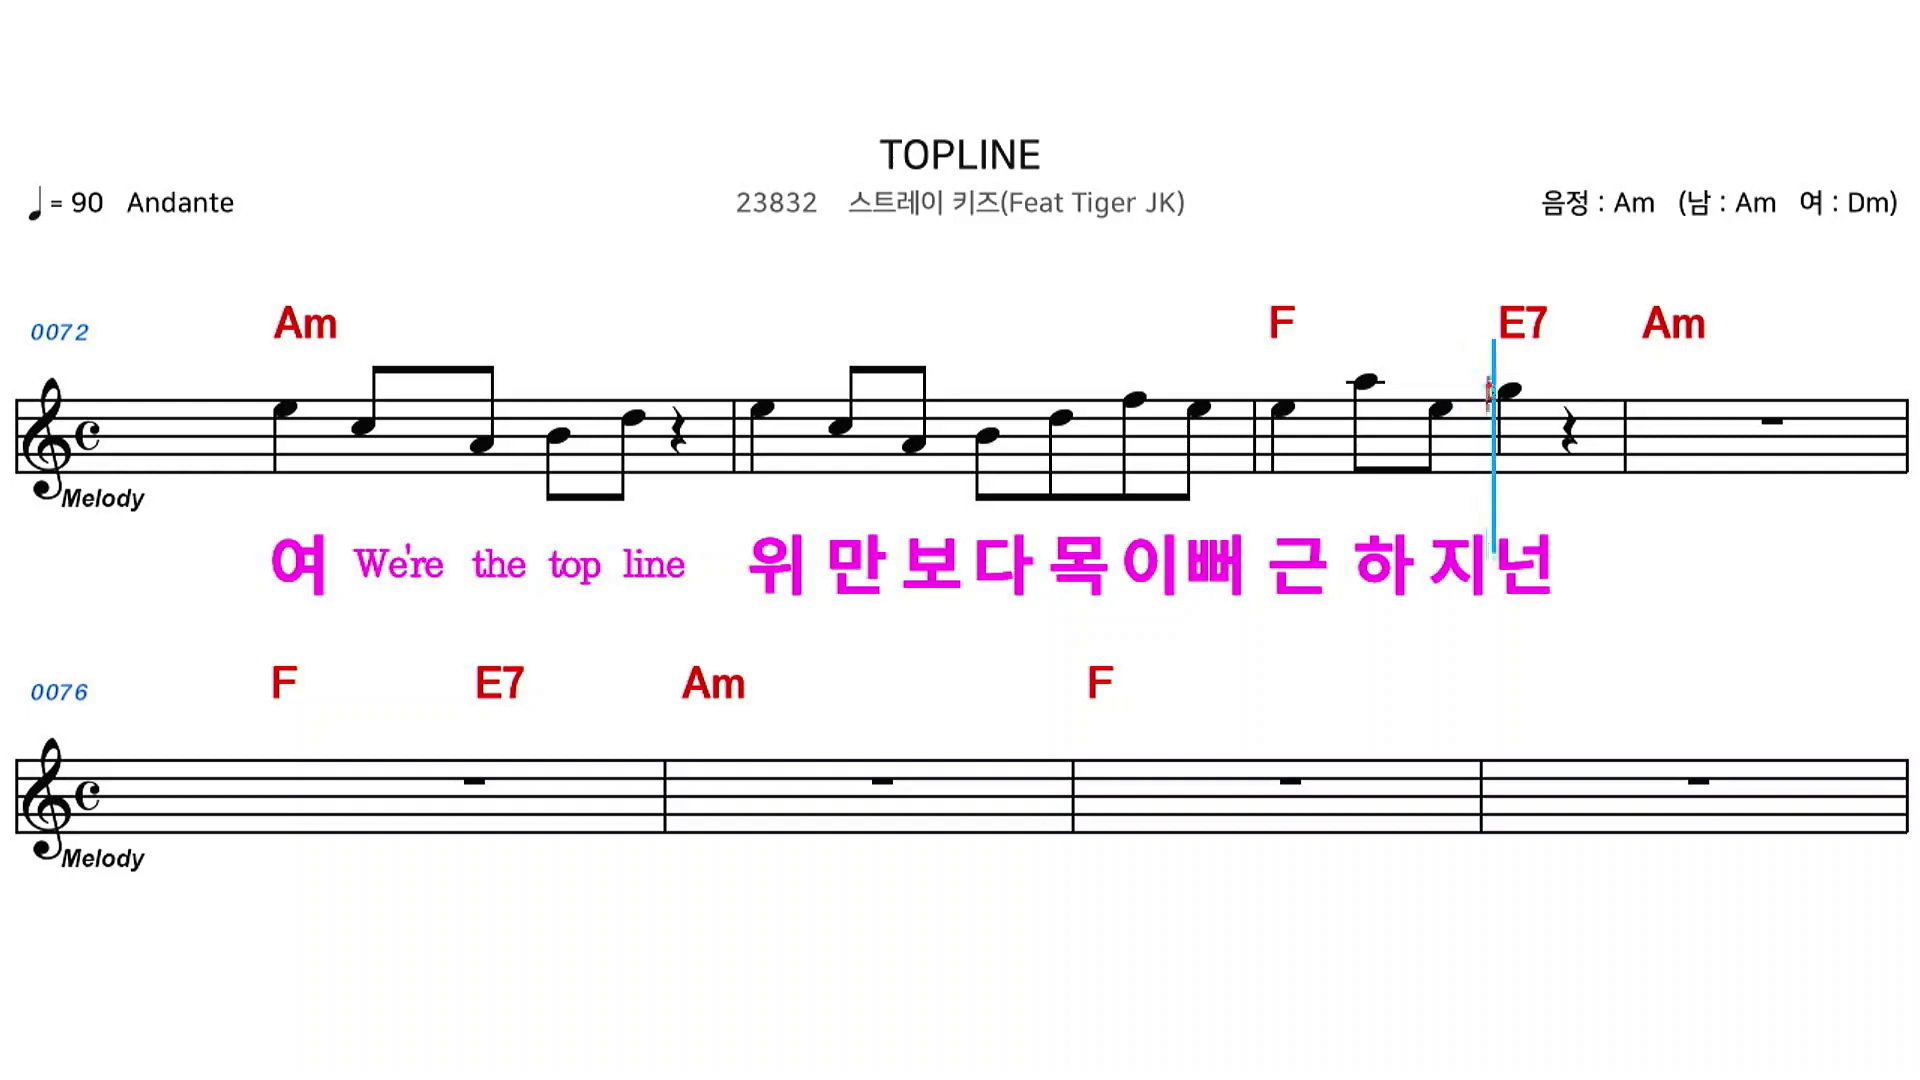 TOPLINE
♩ = 90 Andante 23832 스트레이 키즈(Feat Tiger JK) 음정 : Am (남 : Am 여 : Dm)
0072 Am F E7 Am
Melody
여 We're the top line 위 만 보 다 목 이 뻐 근 하 지 넌
0076 F E7 Am F
Melody